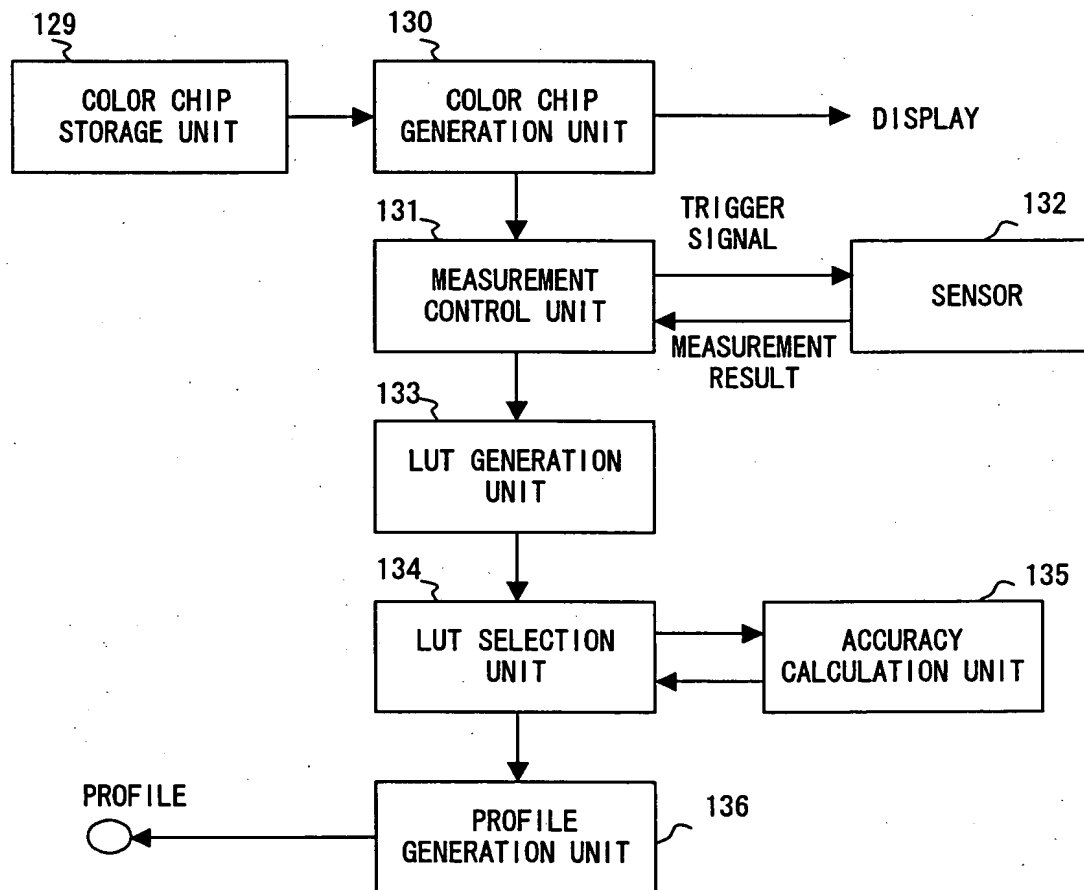 129
130
COLOR CHIP
STORAGE UNIT
COLOR CHIP
GENERATION UNIT
DISPLAY
131
TRIGGER
SIGNAL
132
MEASUREMENT
CONTROL UNIT
SENSOR
MEASUREMENT
RESULT
133
LUT GENERATION
UNIT
134
135
LUT SELECTION
UNIT
ACCURACY
CALCULATION UNIT
PROFILE
136
PROFILE
GENERATION UNIT